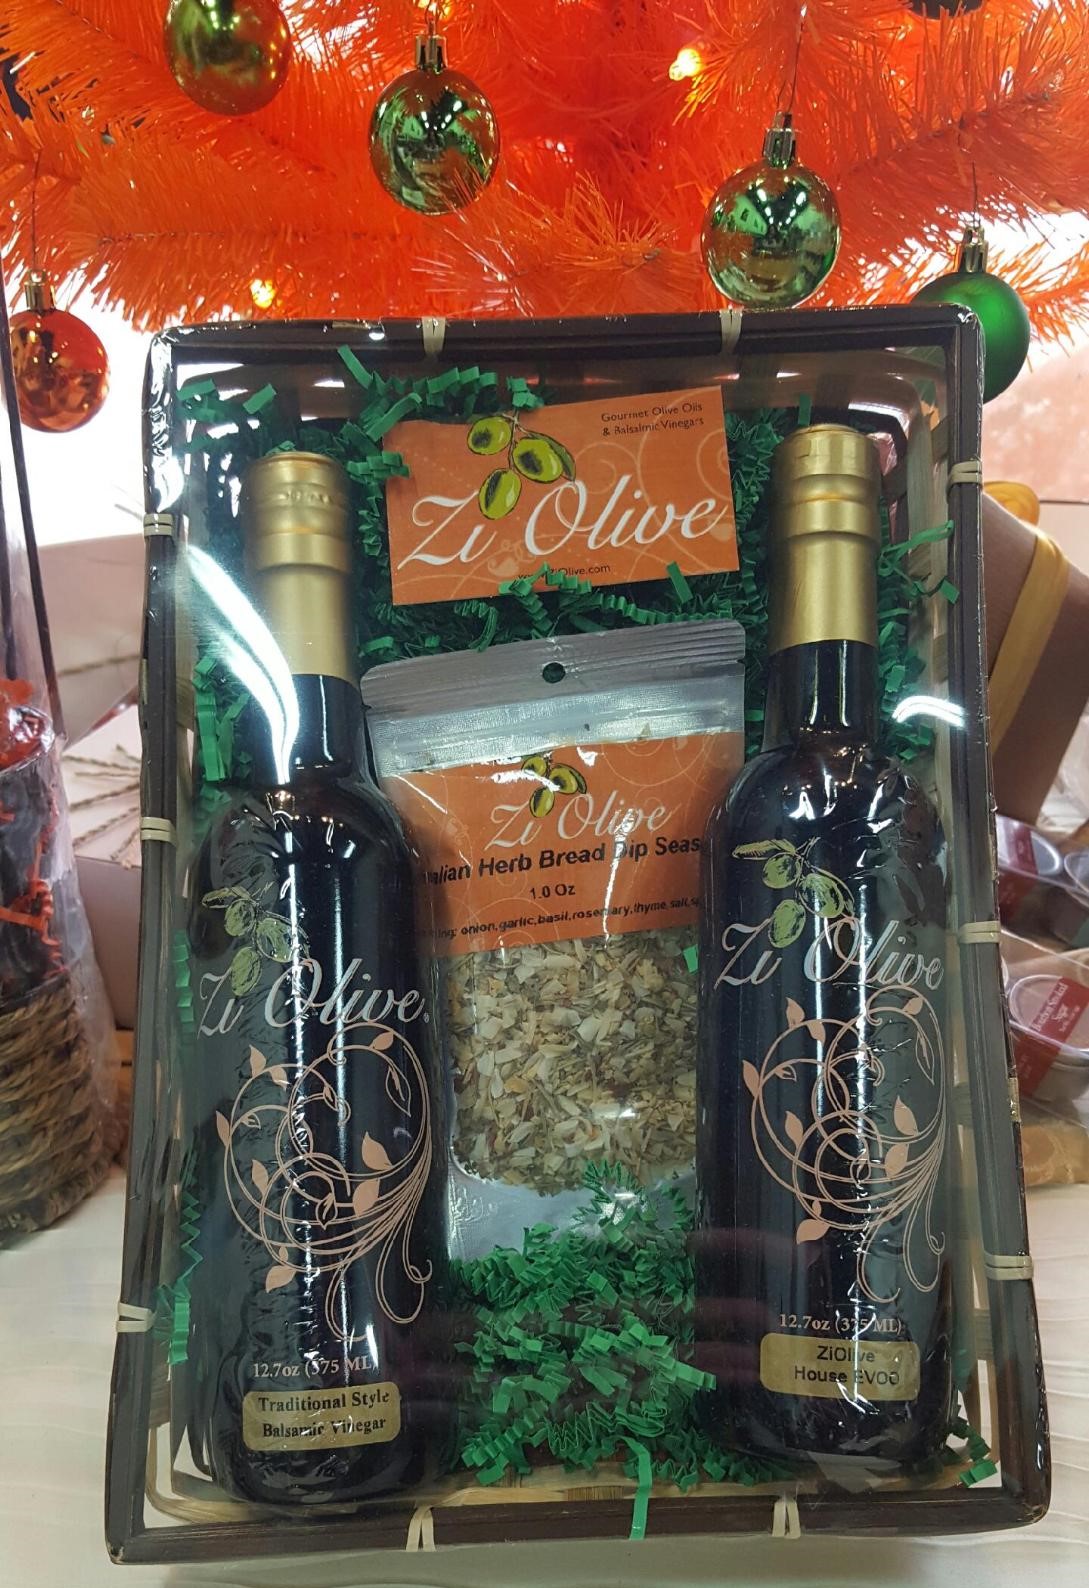 Gourmet Olive Oils
& Balsalmic Vinegars
Zi Olive
Zi Olive
Herb Bread Dip Seas
1.0 Oz
onion, garlic, basil, rosemary, thyme, salt, s
Zi Olive
12.7oz (375 ML)
Traditional Style
Balsamic Vinegar
Zi Olive
12.7oz (375 ML)
ZiOlive
House EVOO